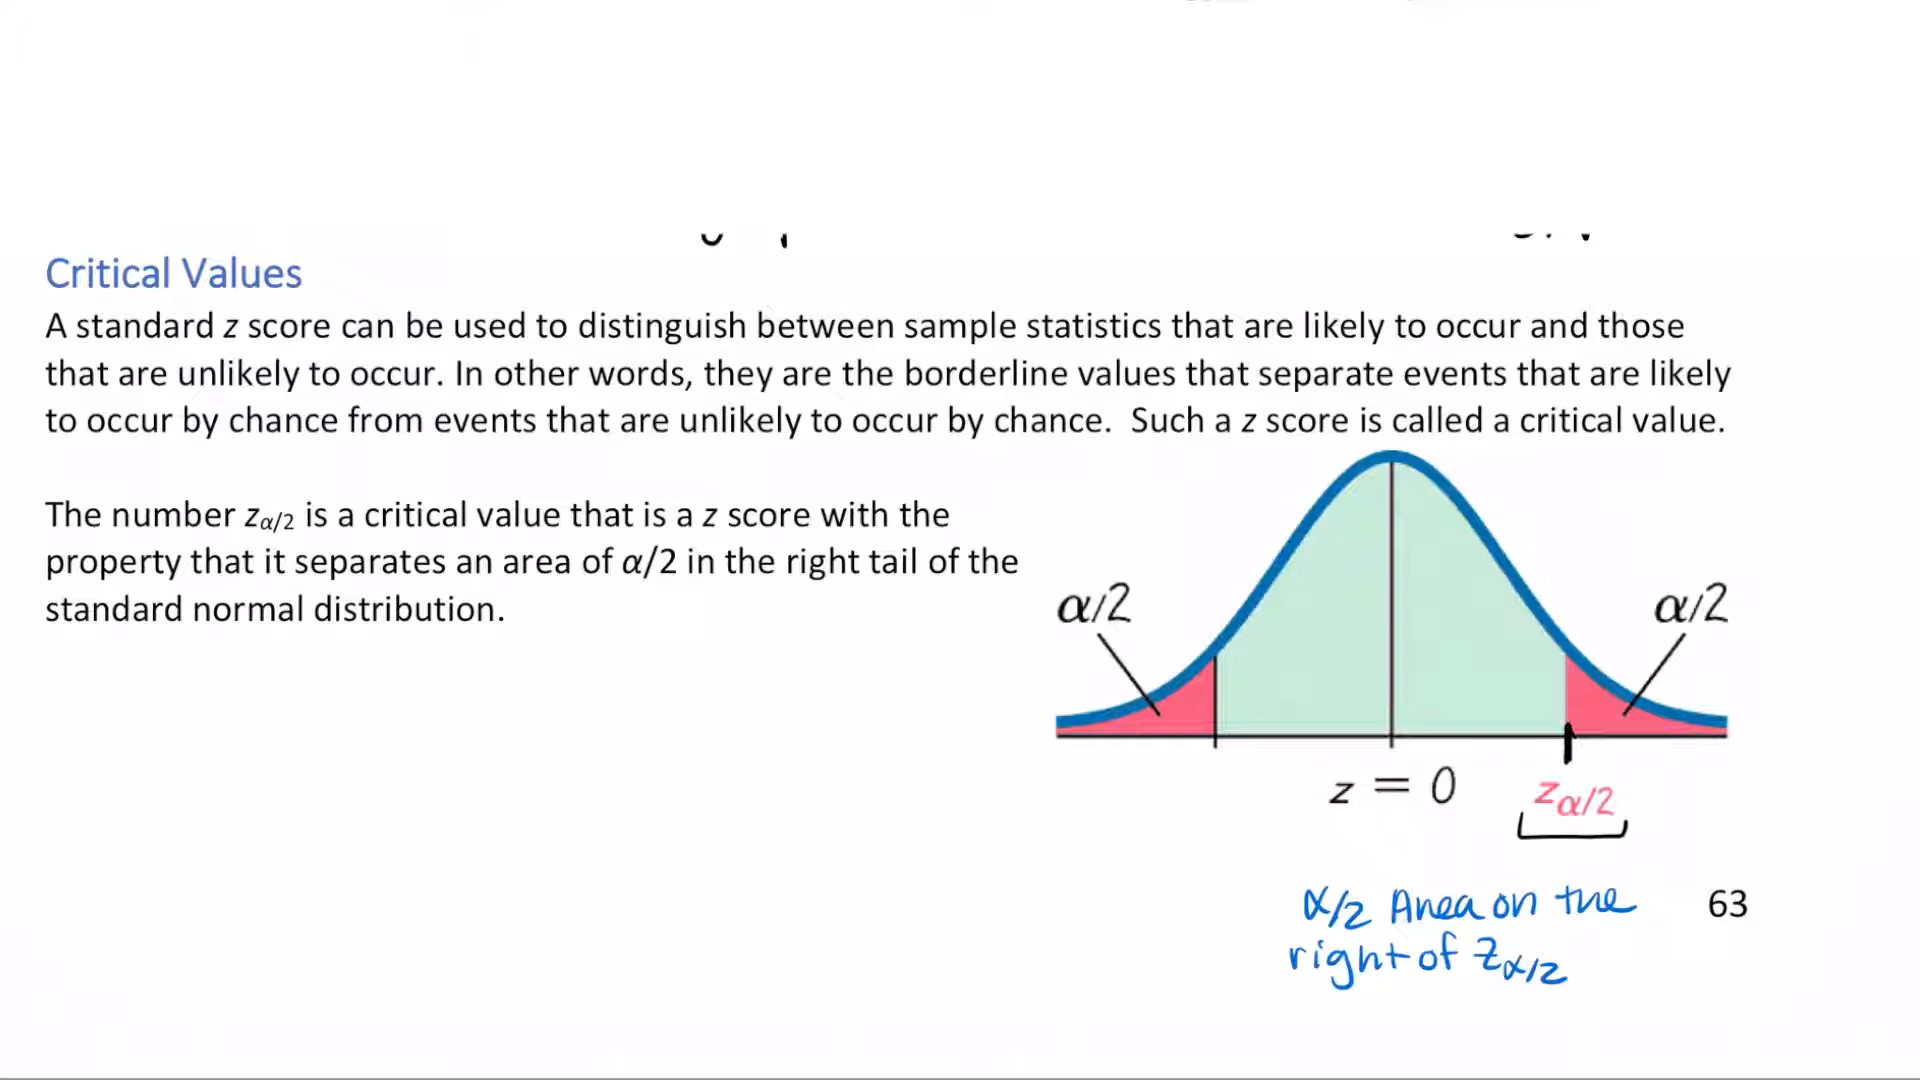 Critical Values
A standard z score can be used to distinguish between sample statistics that are likely to occur and those
that are unlikely to occur. In other words, they are the borderline values that separate events that are likely
to occur by chance from events that are unlikely to occur by chance. Such a z score is called a critical value.
The number zα/2 is a critical value that is a z score with the
property that it separates an area of α/2 in the right tail of the
standard normal distribution.
α/2
α/2
z = 0
zα/2
α/2 Area on the
right of zα/2
63